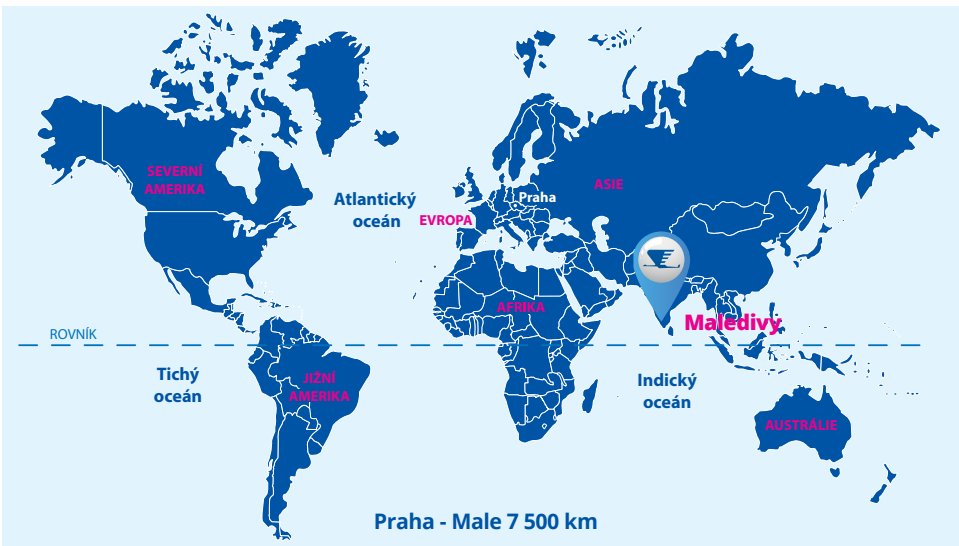 SEVERNÍ
AMERIKA
Atlantický
oceán
EVROPA
Praha
ASIE
AFRIKA
Maledivy
ROVNÍK
Tichý
oceán
JIŽNÍ
AMERIKA
Indický
oceán
AUSTRÁLIE
Praha - Male 7 500 km